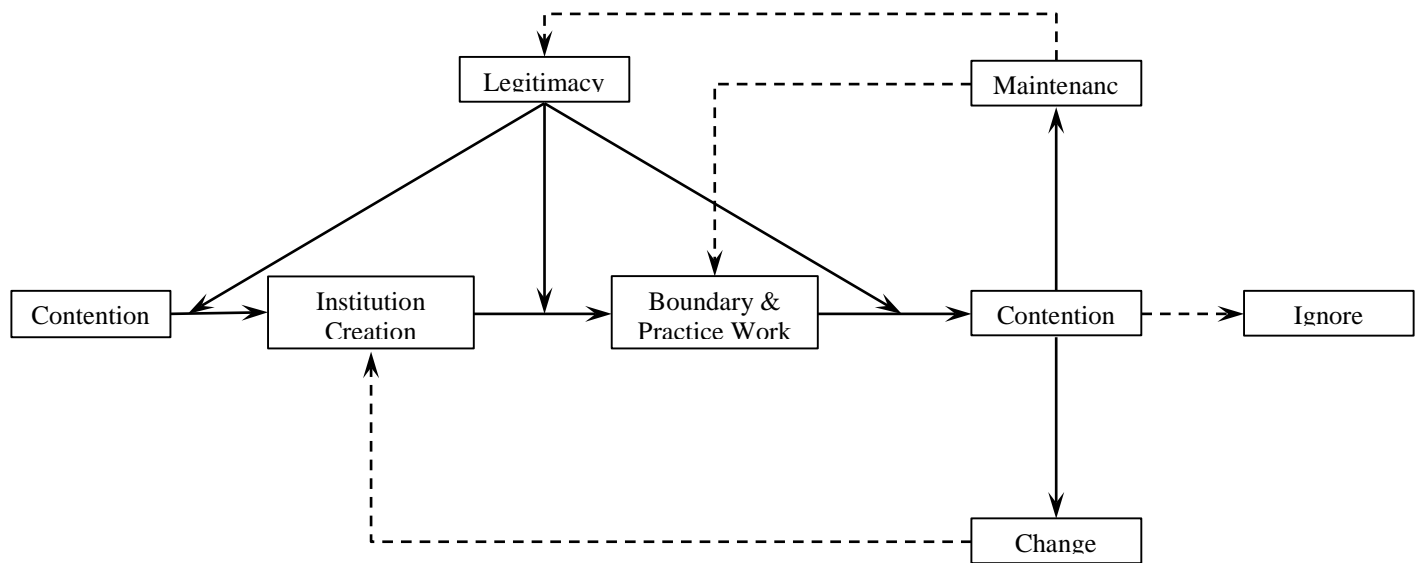 Legitimacy
Maintenanc
Contention
Institution
Creation
Boundary &
Practice Work
Contention
Ignore
Change